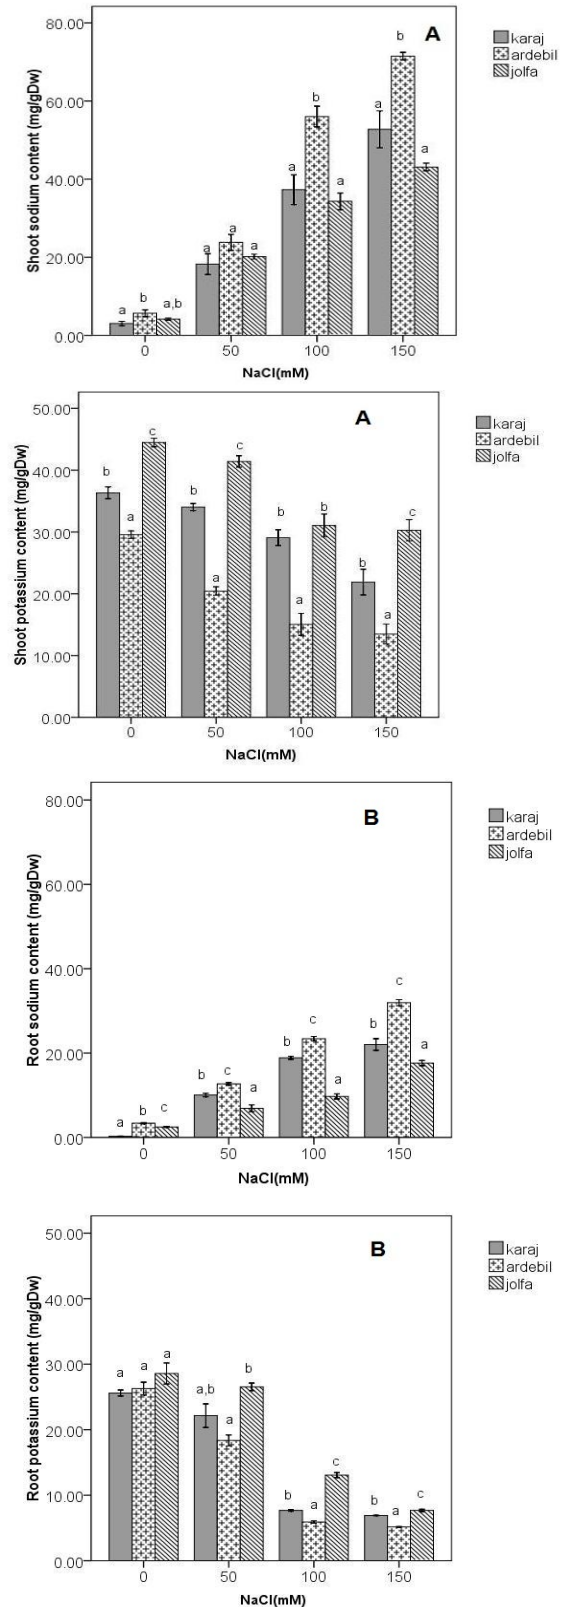 80.00
60.00
40.00
20.00
0.00
Shoot sodium content (mg/gDw)
A
karaj
ardebil
jolfa
a b a,b
a a a
a b a
a b a
0 50 100 150
NaCl(mM)
50.00
40.00
30.00
20.00
10.00
0.00
Shoot potassium content (mg/gDw)
A
karaj
ardebil
jolfa
b a c
b a c
b a b
b a c
0 50 100 150
NaCl(mM)
80.00
60.00
40.00
20.00
0.00
Root sodium content (mg/gDw)
B
karaj
ardebil
jolfa
a b c
b c a
b c a
b c a
0 50 100 150
NaCl(mM)
50.00
40.00
30.00
20.00
10.00
0.00
Root potassium content (mg/gDw)
B
karaj
ardebil
jolfa
a a a
a,b a b
b a c
b a c
0 50 100 150
NaCl(mM)